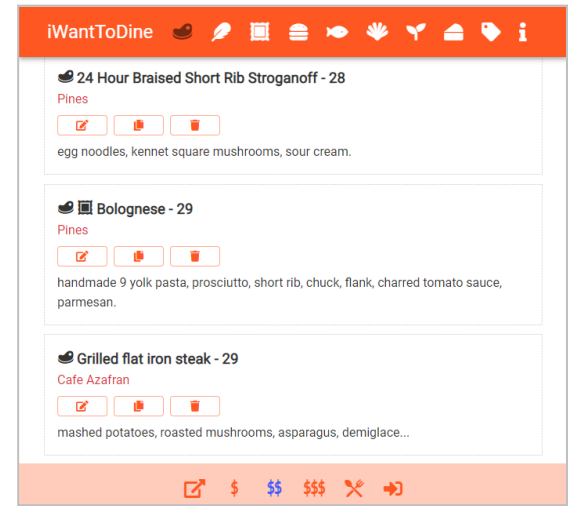 iWantToDine
24 Hour Braised Short Rib Stroganoff - 28
Pines
egg noodles, kennet square mushrooms, sour cream.
Bolognese - 29
Pines
handmade 9 yolk pasta, prosciutto, short rib, chuck, flank, charred tomato sauce,
parmesan.
Grilled flat iron steak - 29
Cafe Azafran
mashed potatoes, roasted mushrooms, asparagus, demiglace...
$ $$ $$$